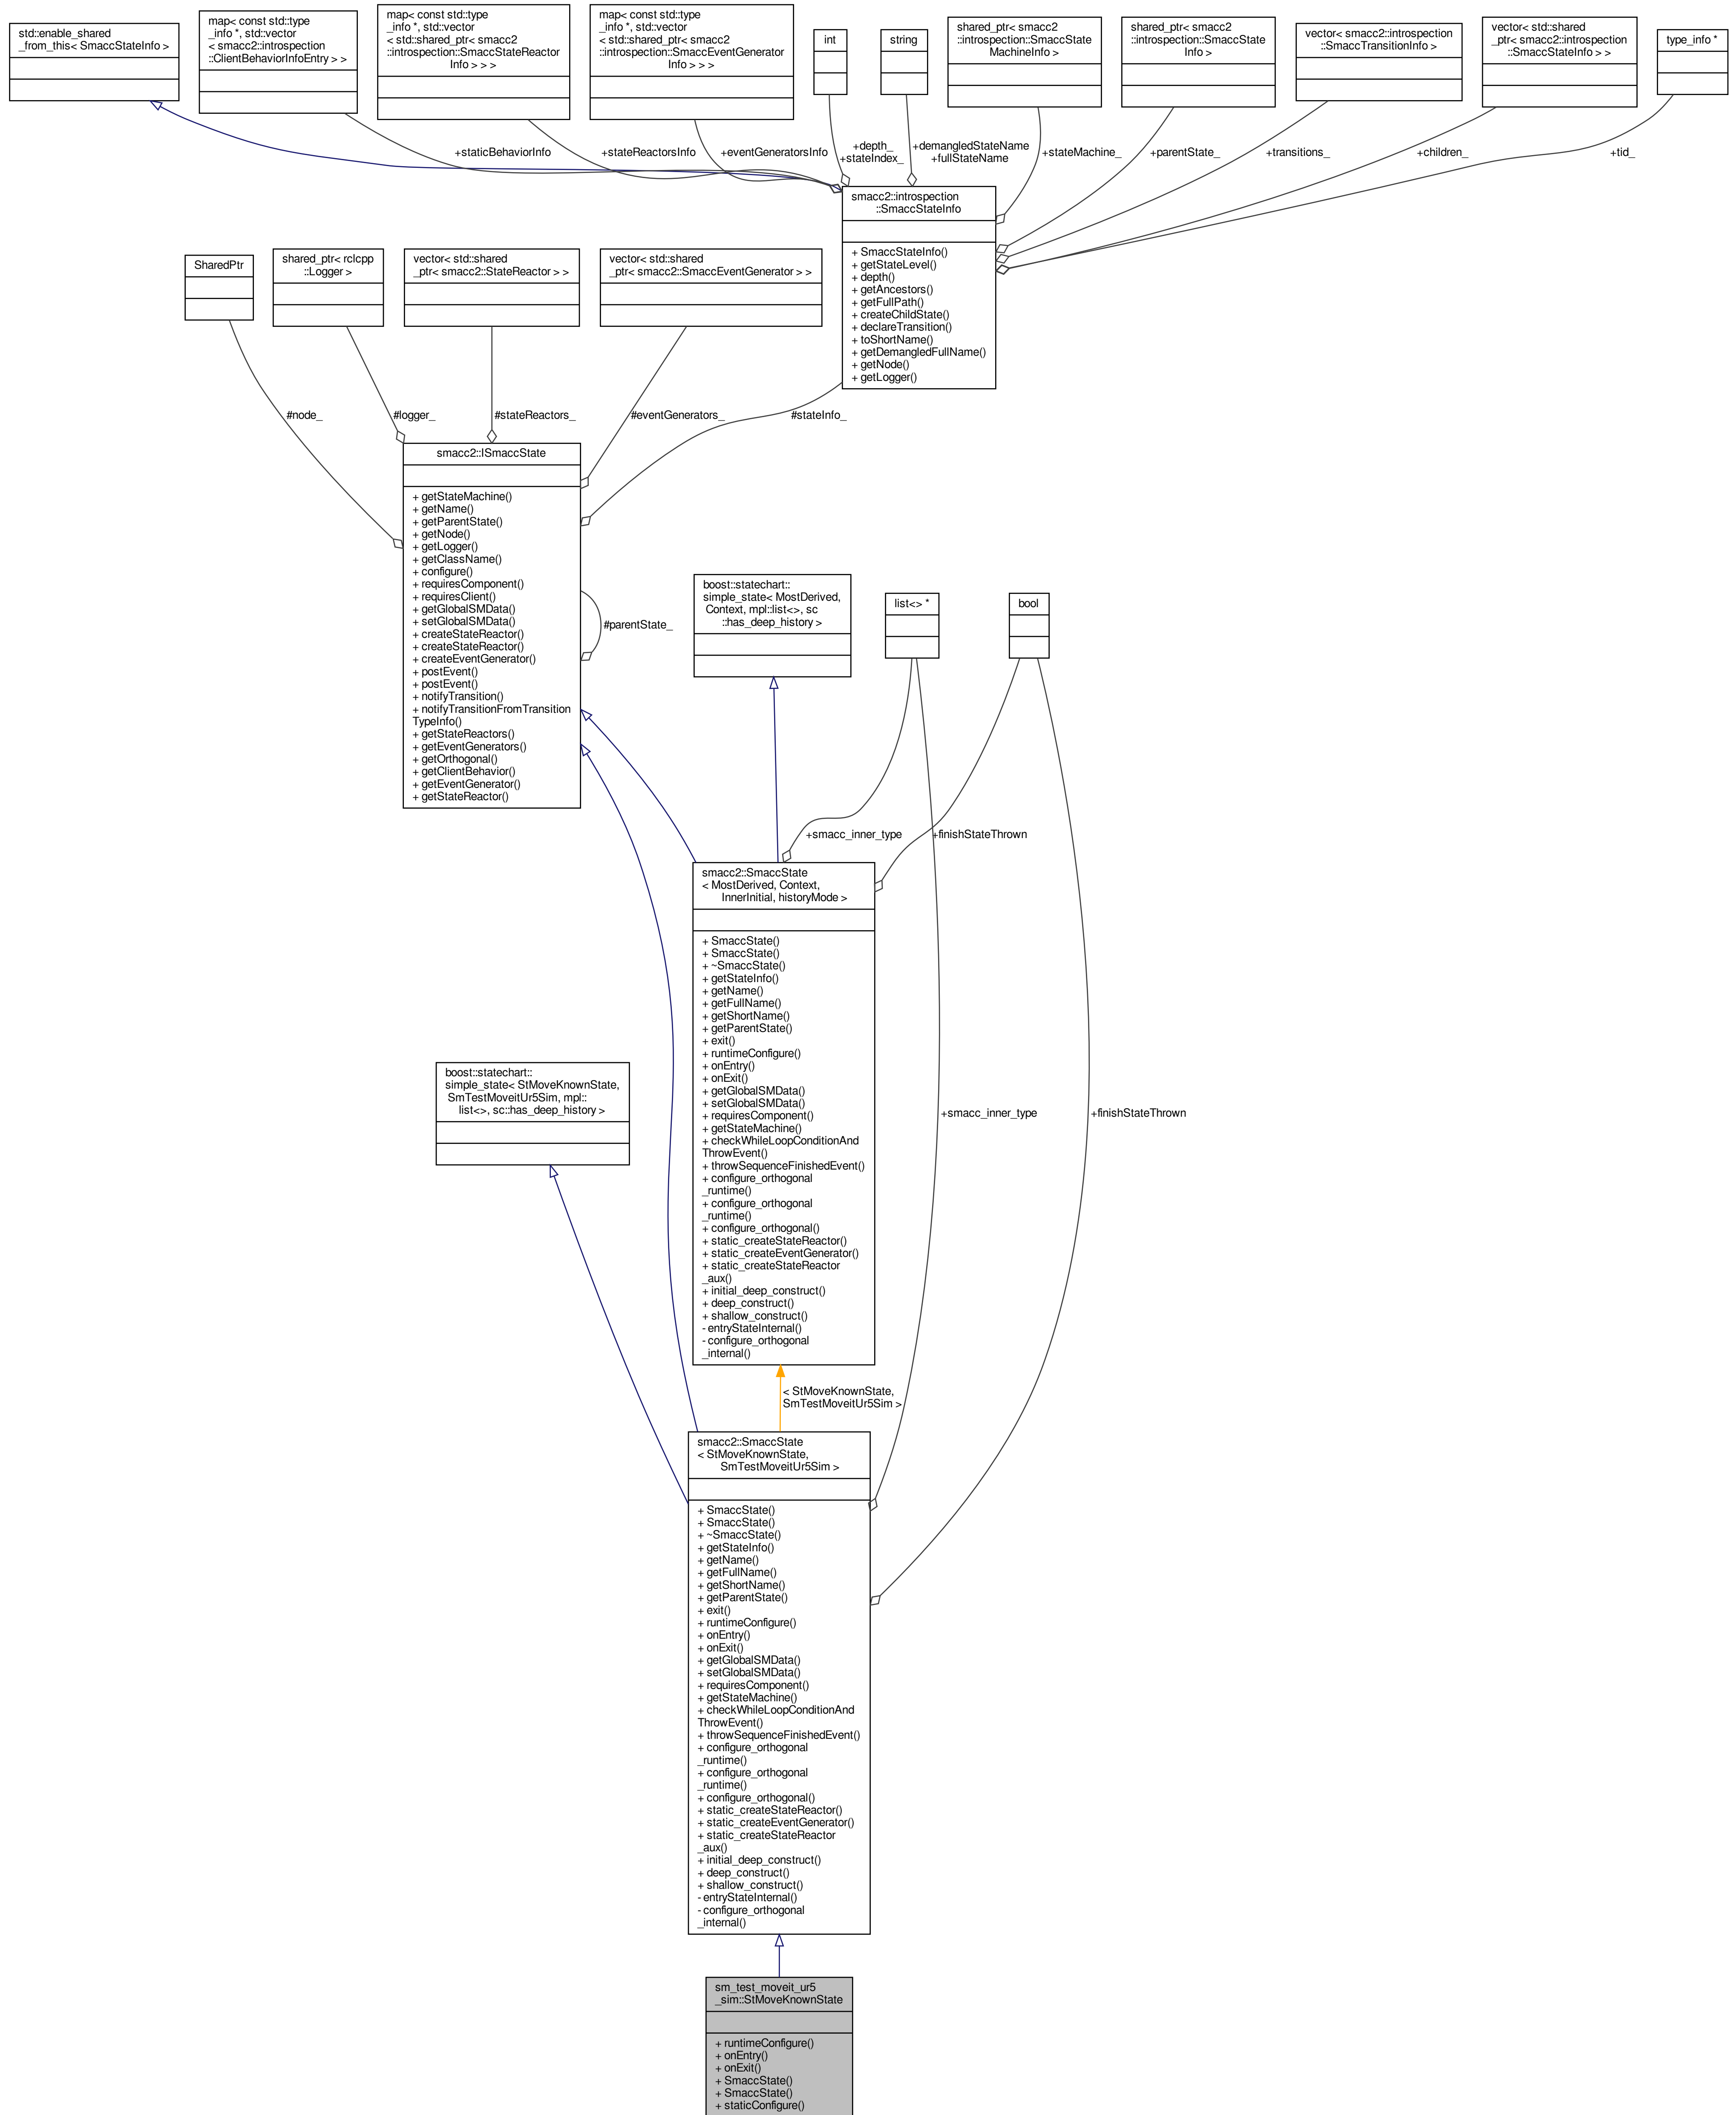 std::enable_shared
_from_this< SmaccStateInfo >
map< const std::type
_info *, std::vector
< smacc2::introspection
::ClientBehaviorInfoEntry > >
map< const std::type
_info *, std::vector
< std::shared_ptr< smacc2
::introspection::SmaccStateReactor
Info > > >
map< const std::type
_info *, std::vector
< std::shared_ptr< smacc2
::introspection::SmaccEventGenerator
Info > > >
int
string
shared_ptr< smacc2
::introspection::SmaccState
MachineInfo >
shared_ptr< smacc2
::introspection::SmaccState
Info >
vector< smacc2::introspection
::SmaccTransitionInfo >
vector< std::shared
_ptr< smacc2::introspection
::SmaccStateInfo > >
type_info *
+staticBehaviorInfo
+stateReactorsInfo
+eventGeneratorsInfo
+depth_
+stateIndex_
+demangledStateName
+fullStateName
+stateMachine_
+parentState_
+transitions_
+children_
+tid_
smacc2::introspection
::SmaccStateInfo
+ SmaccStateInfo()
+ getStateLevel()
+ depth()
+ getAncestors()
+ getFullPath()
+ createChildState()
+ declareTransition()
+ toShortName()
+ getDemangledFullName()
+ getNode()
+ getLogger()
SharedPtr
shared_ptr< rclcpp
::Logger >
vector< std::shared
_ptr< smacc2::StateReactor > >
vector< std::shared
_ptr< smacc2::SmaccEventGenerator > >
#node_
#logger_
#stateReactors_
#eventGenerators_
#stateInfo_
smacc2::ISmaccState
+ getStateMachine()
+ getName()
+ getParentState()
+ getNode()
+ getLogger()
+ getClassName()
+ configure()
+ requiresComponent()
+ requiresClient()
+ getGlobalSMData()
+ setGlobalSMData()
+ createStateReactor()
+ createStateReactor()
+ createEventGenerator()
+ postEvent()
+ postEvent()
+ notifyTransition()
+ notifyTransitionFromTransition
TypeInfo()
+ getStateReactors()
+ getEventGenerators()
+ getOrthogonal()
+ getClientBehavior()
+ getEventGenerator()
+ getStateReactor()
#parentState_
boost::statechart::
simple_state< MostDerived,
Context, mpl::list<>, sc
::has_deep_history >
list<> *
bool
+smacc_inner_type
+finishStateThrown
smacc2::SmaccState
< MostDerived, Context,
InnerInitial, historyMode >
+ SmaccState()
+ SmaccState()
+ ~SmaccState()
+ getStateInfo()
+ getName()
+ getFullName()
+ getShortName()
+ getParentState()
+ exit()
+ runtimeConfigure()
+ onEntry()
+ onExit()
+ getGlobalSMData()
+ setGlobalSMData()
+ requiresComponent()
+ getStateMachine()
+ checkWhileLoopConditionAnd
ThrowEvent()
+ throwSequenceFinishedEvent()
+ configure_orthogonal
_runtime()
+ configure_orthogonal
_runtime()
+ configure_orthogonal()
+ static_createStateReactor()
+ static_createEventGenerator()
+ static_createStateReactor
_aux()
+ initial_deep_construct()
+ deep_construct()
+ shallow_construct()
- entryStateInternal()
- configure_orthogonal
_internal()
boost::statechart::
simple_state< StMoveKnownState,
SmTestMoveitUr5Sim, mpl::
list<>, sc::has_deep_history >
+smacc_inner_type
+finishStateThrown
< StMoveKnownState,
SmTestMoveitUr5Sim >
smacc2::SmaccState
< StMoveKnownState,
SmTestMoveitUr5Sim >
+ SmaccState()
+ SmaccState()
+ ~SmaccState()
+ getStateInfo()
+ getName()
+ getFullName()
+ getShortName()
+ getParentState()
+ exit()
+ runtimeConfigure()
+ onEntry()
+ onExit()
+ getGlobalSMData()
+ setGlobalSMData()
+ requiresComponent()
+ getStateMachine()
+ checkWhileLoopConditionAnd
ThrowEvent()
+ throwSequenceFinishedEvent()
+ configure_orthogonal
_runtime()
+ configure_orthogonal
_runtime()
+ configure_orthogonal()
+ static_createStateReactor()
+ static_createEventGenerator()
+ static_createStateReactor
_aux()
+ initial_deep_construct()
+ deep_construct()
+ shallow_construct()
- entryStateInternal()
- configure_orthogonal
_internal()
sm_test_moveit_ur5
_sim::StMoveKnownState
+ runtimeConfigure()
+ onEntry()
+ onExit()
+ SmaccState()
+ SmaccState()
+ staticConfigure()